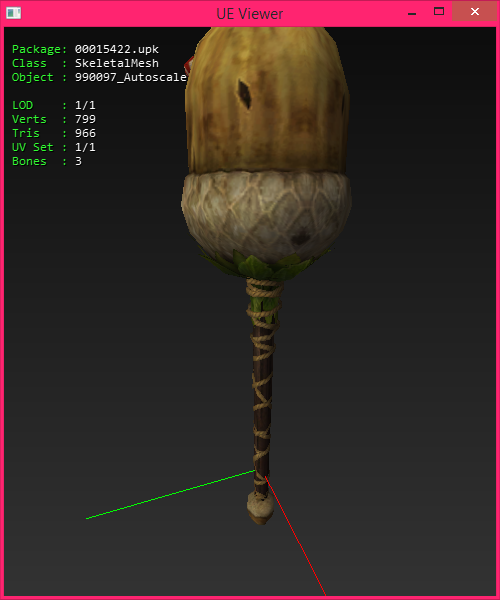 UE Viewer
Package: 00015422.upk
Class : SkeletalMesh
Object : 990097_Autoscale
LOD : 1/1
Verts : 799
Tris : 966
UV Set : 1/1
Bones : 3